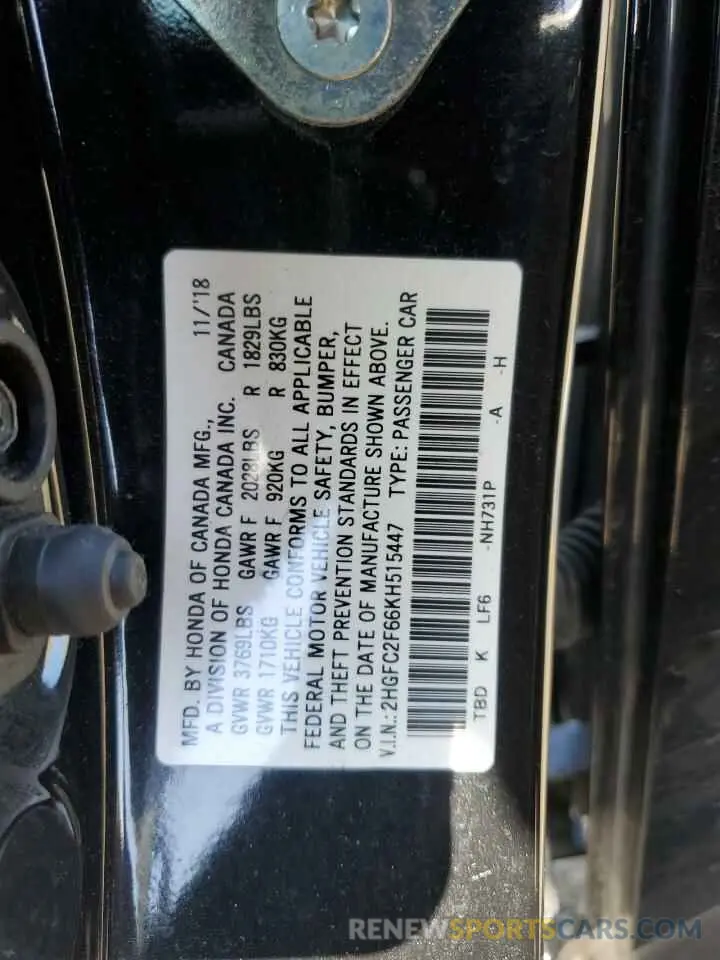 MFD. BY HONDA OF CANADA MFG., 11/'18
A DIVISION OF HONDA CANADA INC. CANADA
GVWR 3769LBS GAWR F 2028LBS R 1829LBS
GVWR 1710KG GAWR F 920KG R 830KG
THIS VEHICLE CONFORMS TO ALL APPLICABLE
FEDERAL MOTOR VEHICLE SAFETY, BUMPER,
AND THEFT PREVENTION STANDARDS IN EFFECT
ON THE DATE OF MANUFACTURE SHOWN ABOVE.
V.I.N.: 2HGFC2F66KH515447 TYPE: PASSENGER CAR
TBD K LF6 -NH731P -A -H
RENEWSPORTSCARS.COM